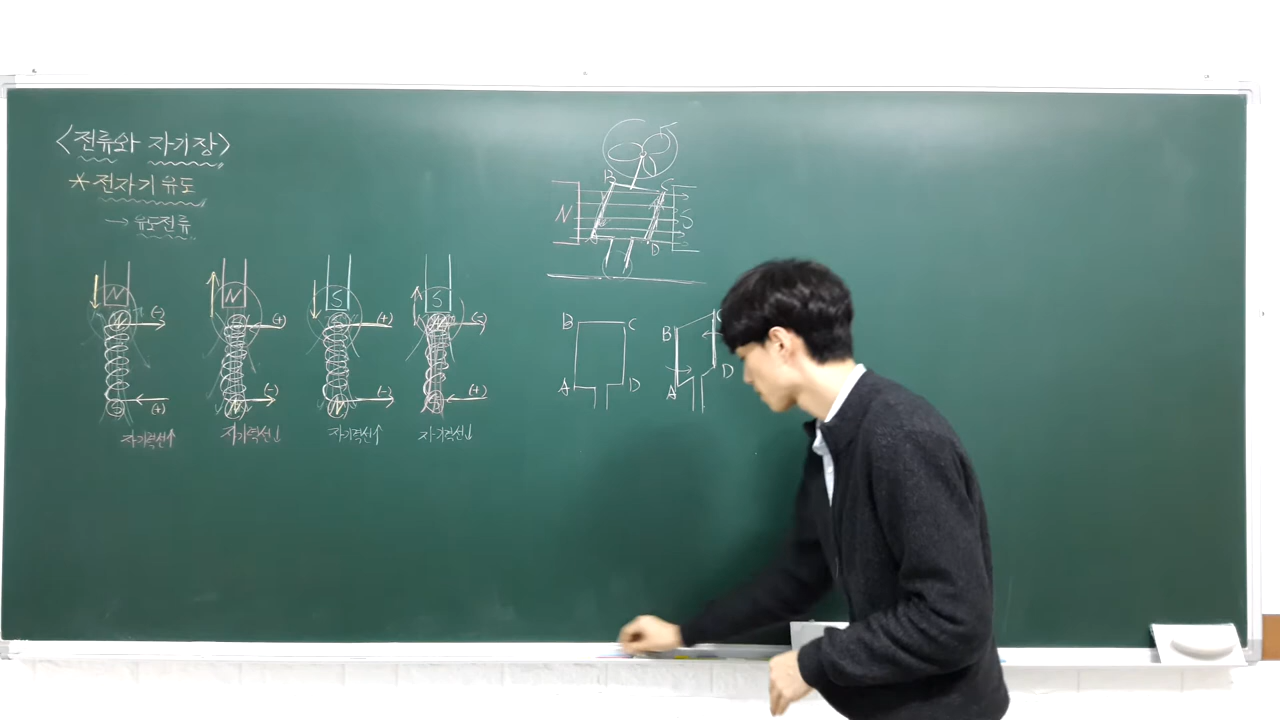 <전류와 자기장>
* 전자기 유도
→ 유도전류
N
(-)
N
S
(+)
자기력선↑
N
(+)
S
N
(-)
자기력선↓
S
(+)
S
N
(-)
자기력선↑
S
(-)
N
S
(+)
자기력선↓
B C
N S
A D
B C
A D
B C
A D